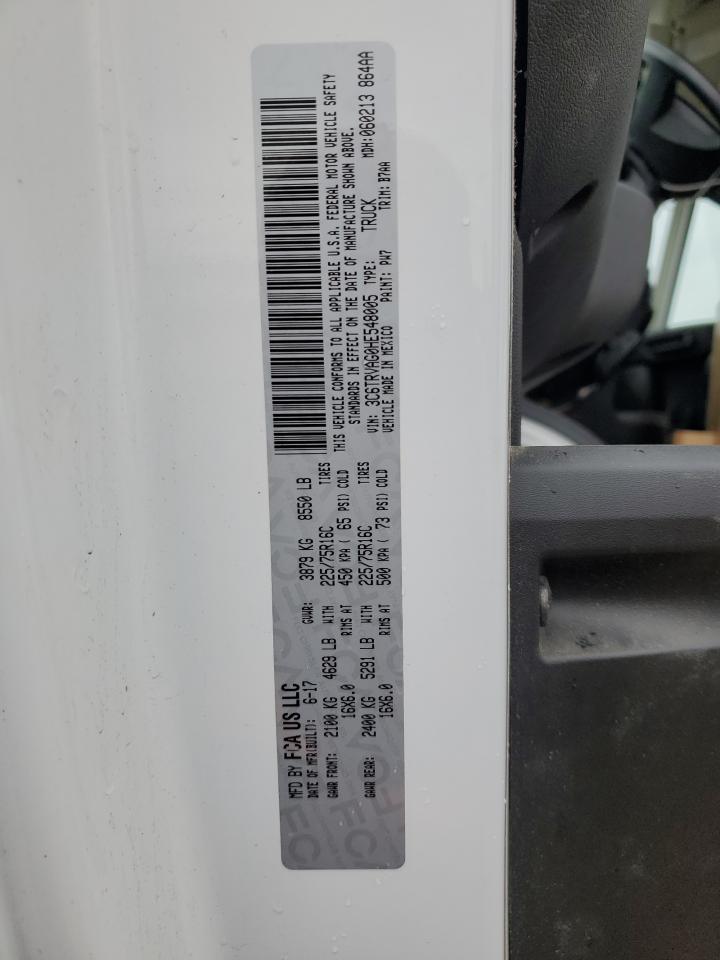 MFD BY FCA US LLC
DATE OF MFR(BUILT): 6-17 GVWR: 3879 KG 8550 LB
GAWR FRONT: 2100 KG 4629 LB WITH 225/75R16C TIRES
16X6.0 RIMS AT 450 KPA ( 65 PSI) COLD
GAWR REAR: 2400 KG 5291 LB WITH 225/75R16C TIRES
16X6.0 RIMS AT 500 KPA ( 73 PSI) COLD
THIS VEHICLE CONFORMS TO ALL APPLICABLE U.S.A. FEDERAL MOTOR VEHICLE SAFETY
STANDARDS IN EFFECT ON THE DATE OF MANUFACTURE SHOWN ABOVE.
VIN: 3C6TRVAG0HE548005 TYPE: TRUCK MDH:060213 864AA
VEHICLE MADE IN MEXICO PAINT: PW7 TRIM: B7AA